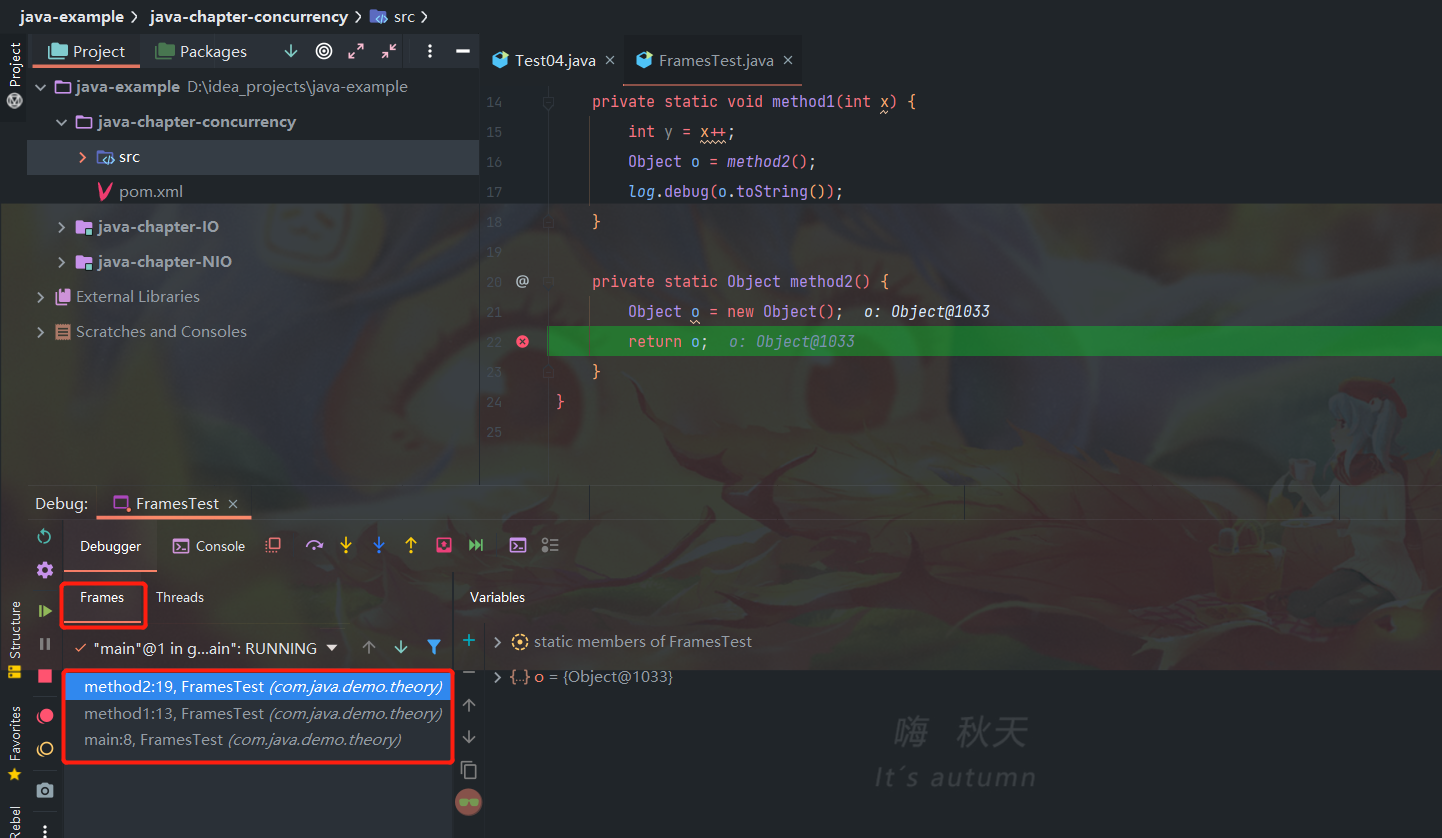 java-example > java-chapter-concurrency > src >
Project
Project Packages
java-example D:\idea_projects\java-example
java-chapter-concurrency
src
pom.xml
java-chapter-IO
java-chapter-NIO
External Libraries
Scratches and Consoles
Test04.java × FramesTest.java ×
14 private static void method1(int x) {
15 int y = x++;
16 Object o = method2();
17 log.debug(o.toString());
18 }
19
20 @ private static Object method2() {
21 Object o = new Object(); o: Object@1033
22 return o; o: Object@1033
23 }
24 }
25
Debug: FramesTest ×
Debugger Console
Frames Threads
"main"@1 in g...ain": RUNNING
method2:19, FramesTest (com.java.demo.theory)
method1:13, FramesTest (com.java.demo.theory)
main:8, FramesTest (com.java.demo.theory)
Variables
static members of FramesTest
o = {Object@1033}
嗨 秋天
It´s autumn
Structure
Favorites
Rebel